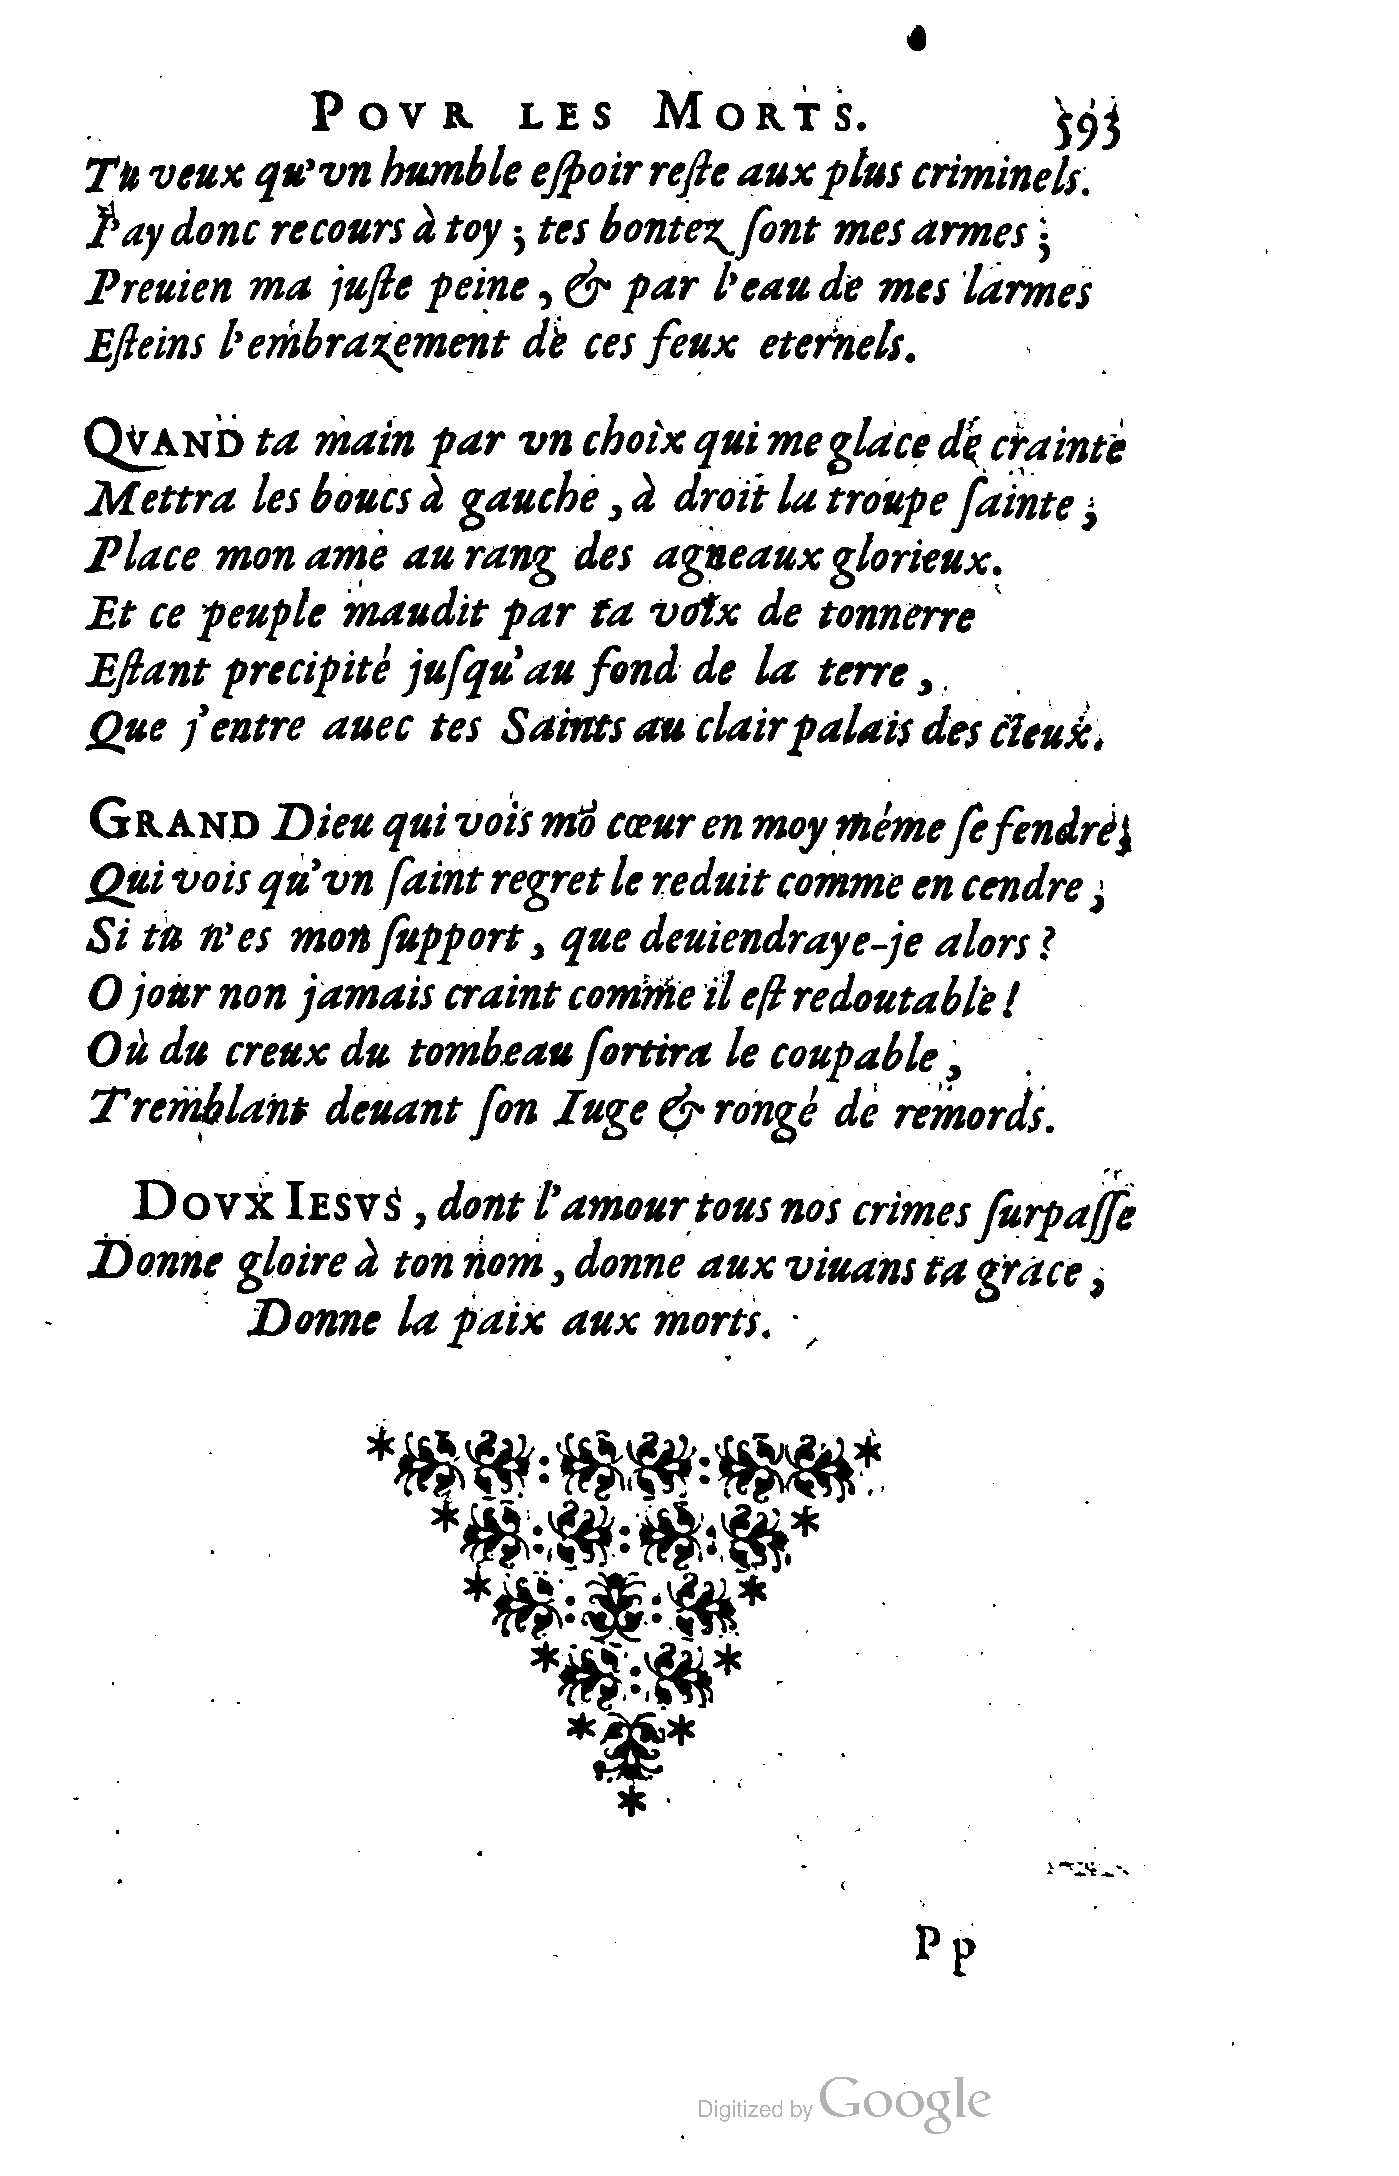 POVR LES MORTS. 593
Tu veux qu'vn humble eſpoir reſte aux plus criminels.
I'ay donc recours à toy ; tes bontez ſont mes armes ;
Preuien ma juſte peine , & par l'eau de mes larmes
Eſteins l'embrazement de ces feux eternels.
QVAND ta main par vn choix qui me glace de crainte
Mettra les boucs à gauche , à droit la troupe ſainte ;
Place mon ame au rang des agneaux glorieux.
Et ce peuple maudit par ta voix de tonnerre
Eſtant precipité juſqu'au fond de la terre ,
Que j'entre auec tes Saints au clair palais des cieux.
GRAND Dieu qui vois mõ cœur en moy méme ſe fendre ;
Qui vois qu'vn ſaint regret le reduit comme en cendre ;
Si tu n'es mon ſupport , que deuiendraye-je alors ?
O jour non jamais craint comme il eſt redoutable !
Où du creux du tombeau ſortira le coupable ,
Tremblant deuant ſon Iuge & rongé de remords.
DOVX IESVS , dont l'amour tous nos crimes ſurpaſſe
Donne gloire à ton nom , donne aux viuans ta grace ,
Donne la paix aux morts.
Pp
Digitized by Google